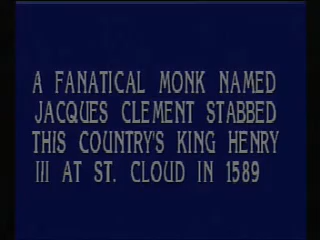 A FANATICAL MONK NAMED
JACQUES CLEMENT STABBED
THIS COUNTRY'S KING HENRY
III AT ST. CLOUD IN 1589